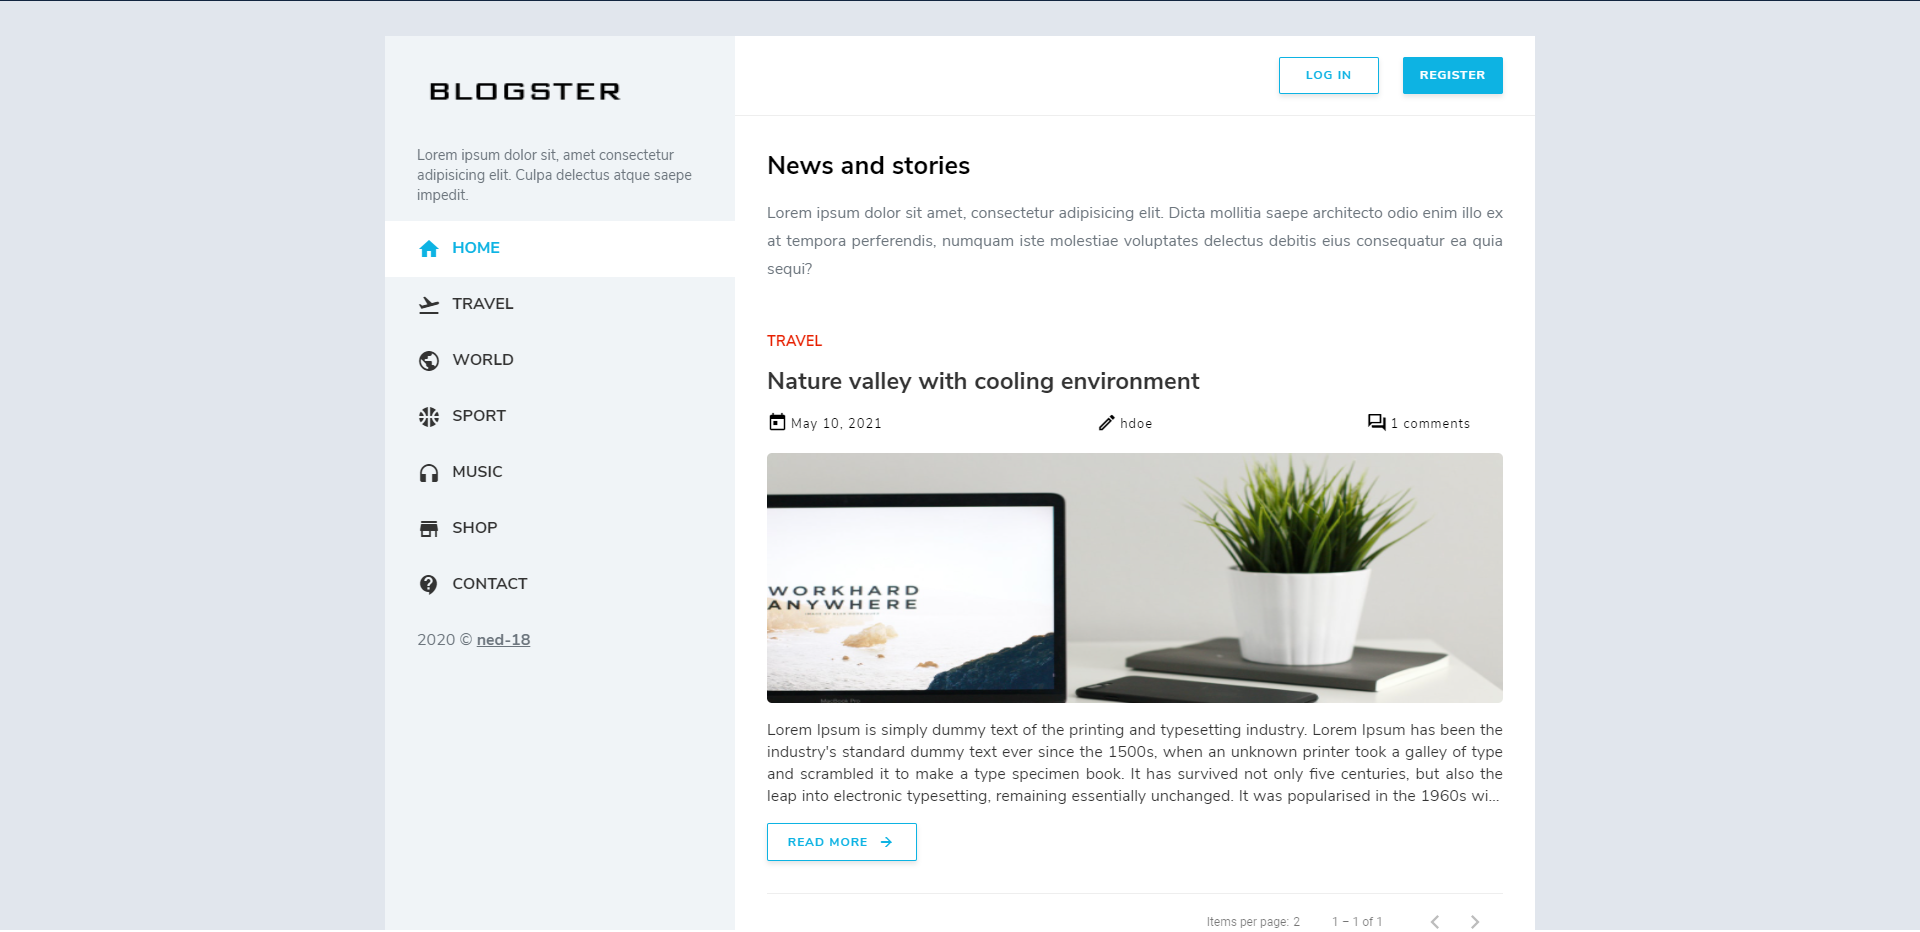 BLOGSTER
Lorem ipsum dolor sit, amet consectetur
adipisicing elit. Culpa delectus atque saepe
impedit.
HOME
TRAVEL
WORLD
SPORT
MUSIC
SHOP
CONTACT
2020 © ned-18
LOG IN
REGISTER
News and stories
Lorem ipsum dolor sit amet, consectetur adipisicing elit. Dicta mollitia saepe architecto odio enim illo ex
at tempora perferendis, numquam iste molestiae voluptates delectus debitis eius consequatur ea quia
sequi?
TRAVEL
Nature valley with cooling environment
May 10, 2021
hdoe
1 comments
WORKHARD
ANYWHERE
MacBook Pro
Lorem Ipsum is simply dummy text of the printing and typesetting industry. Lorem Ipsum has been the
industry's standard dummy text ever since the 1500s, when an unknown printer took a galley of type
and scrambled it to make a type specimen book. It has survived not only five centuries, but also the
leap into electronic typesetting, remaining essentially unchanged. It was popularised in the 1960s wi...
READ MORE
Items per page: 2
1 – 1 of 1